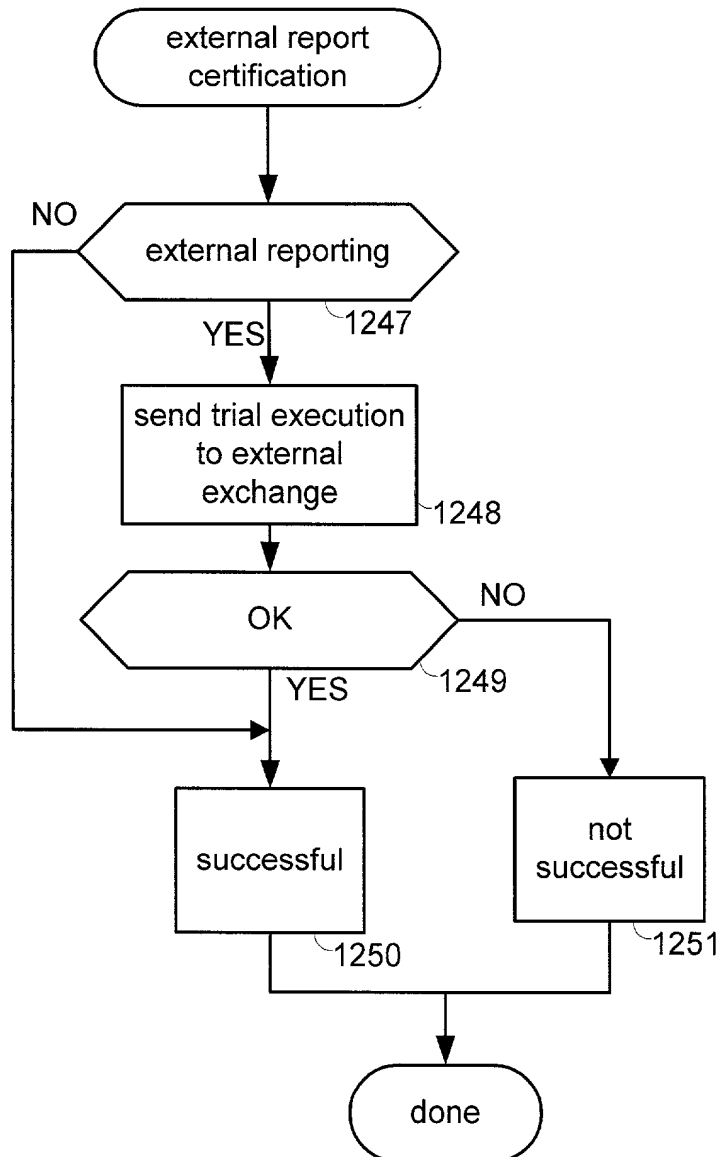 external report
certification
NO
external reporting
1247
YES
send trial execution
to external
exchange
1248
OK
NO
1249
YES
successful
1250
not
successful
1251
done